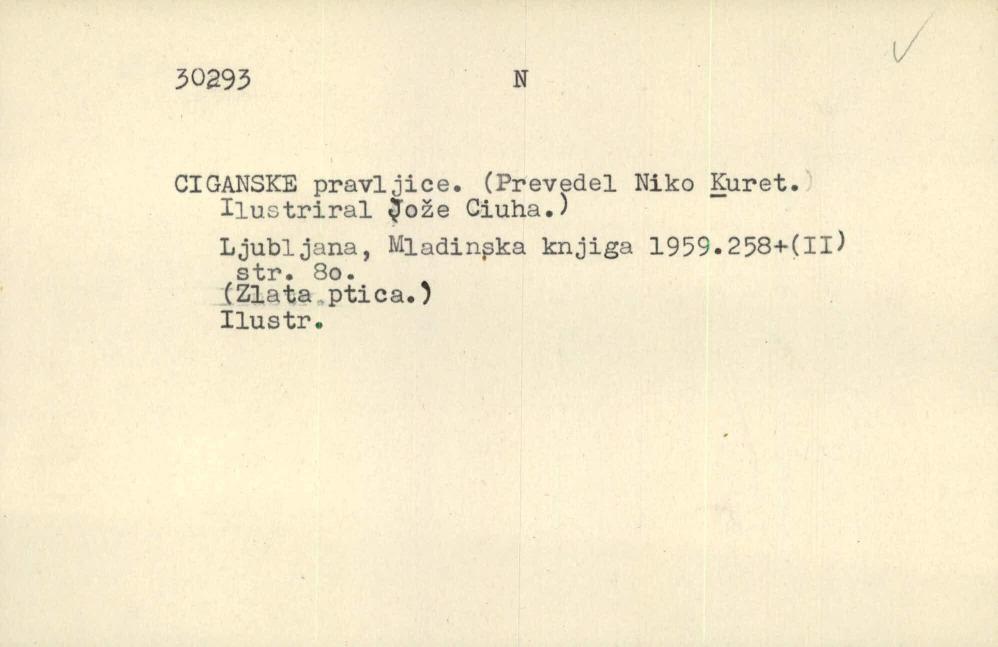 30293 N
CIGANSKE pravljice. (Prevedel Niko Kuret.)
Ilustriral Jože Ciuha.)
Ljubljana, Mladinska knjiga 1959.258+(II)
str. 8o.
(Zlata ptica.)
Ilustr.